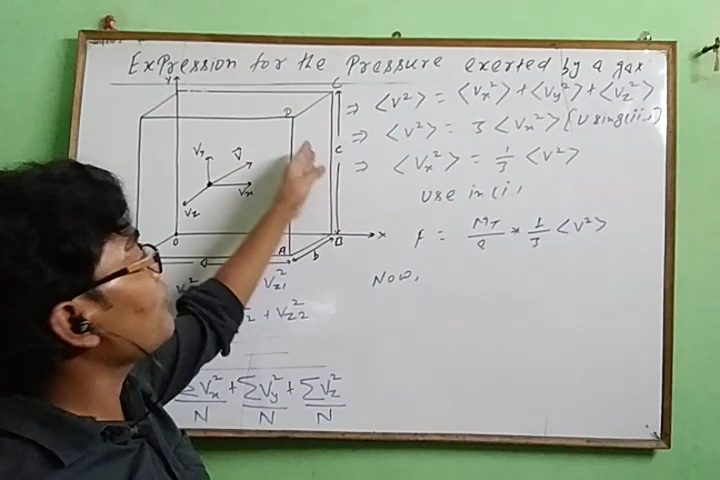 Expression for the Pressure exerted by a gas
Y
C
D
⇒ <v²> = <Vx²> + <Vy²> + <Vz²>
⇒ <v²> = 3 <Vx²> [Using (ii)]
c
⇒ <Vx²> = 1/3 <v²>
Vy
V
Vx
Vz
Use in (i)
O
A
B
X
b
F = MT/a * 1/3 <v²>
Now,
Vz1²
+ Vz2²
ΣVx²/N + ΣVy²/N + ΣVz²/N